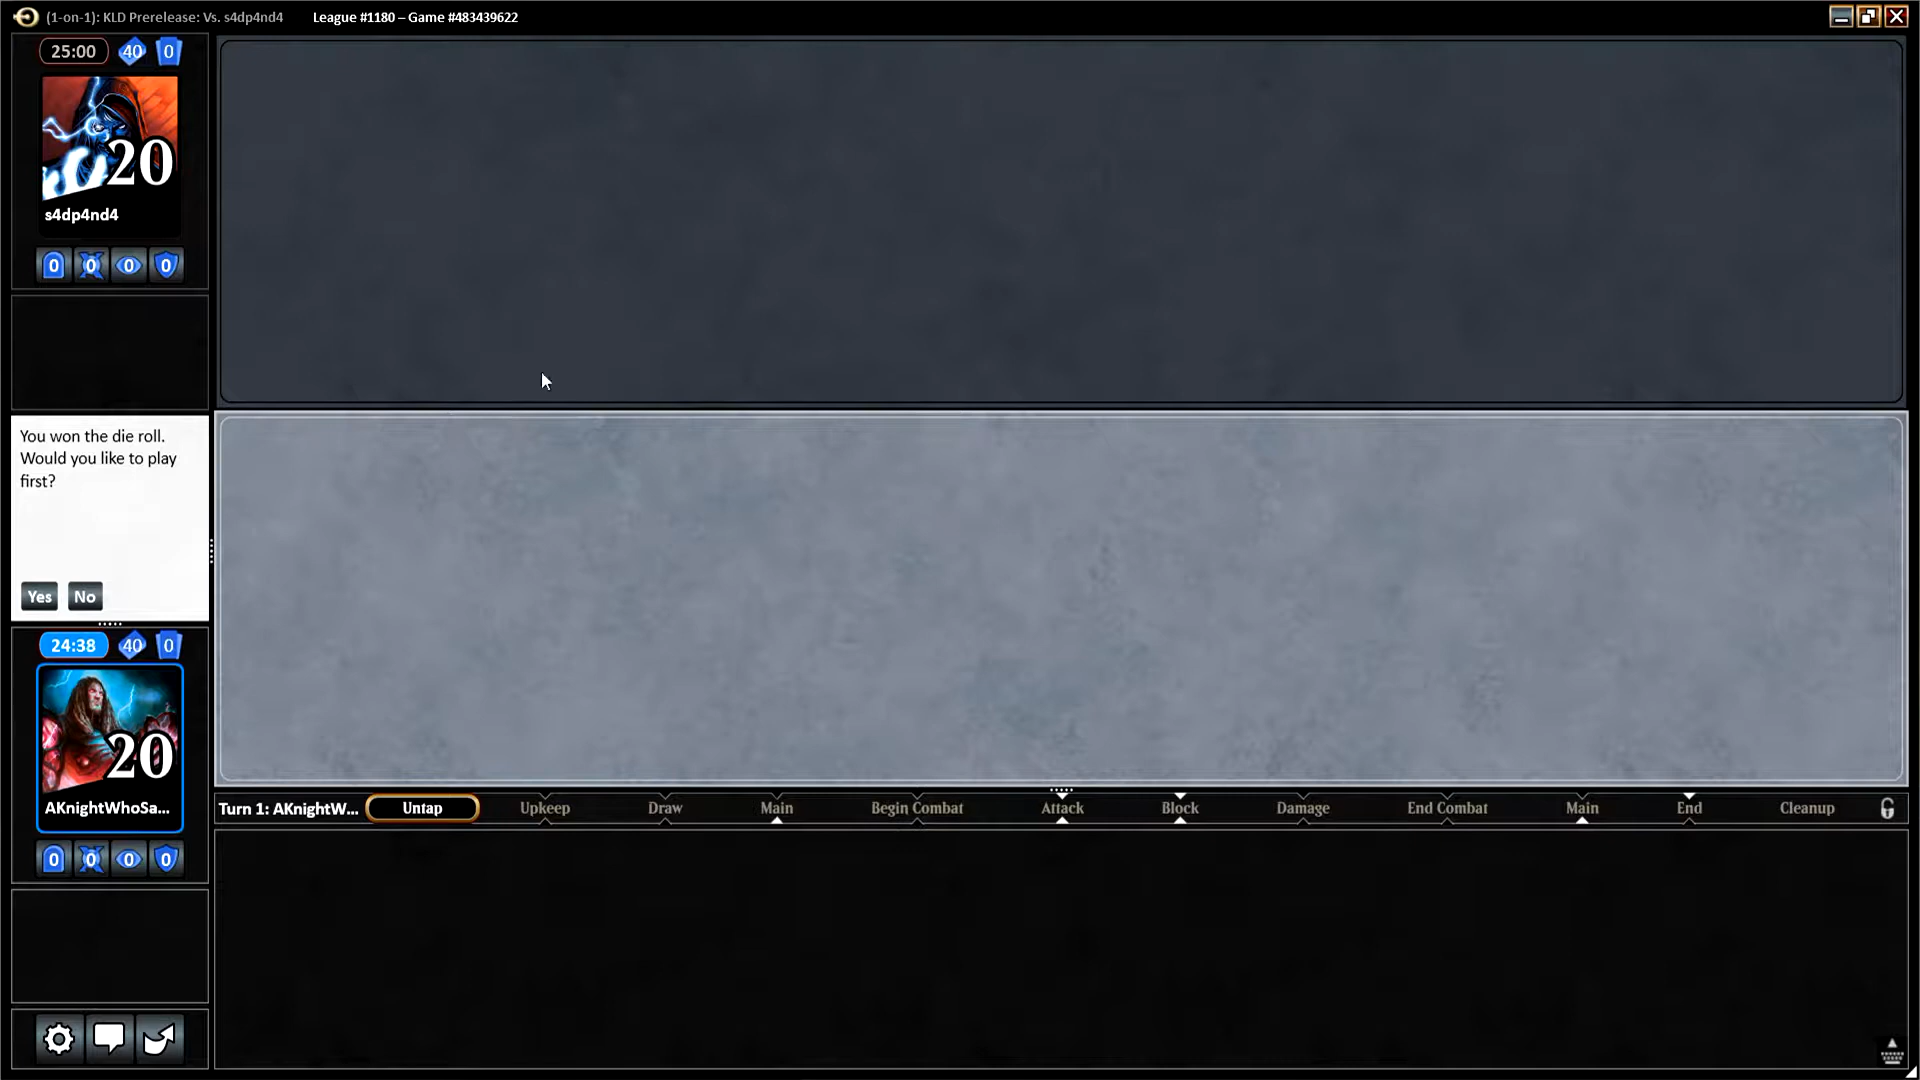 (1-on-1): KLD Prerelease: Vs. s4dp4nd4 League #1180 – Game #483439622
25:00 40 0
20
s4dp4nd4
0 0 0 0
You won the die roll.
Would you like to play
first?
Yes No
24:38 40 0
20
AKnightWhoSa...
0 0 0 0
Turn 1: AKnightW... Untap Upkeep Draw Main Begin Combat Attack Block Damage End Combat Main End Cleanup